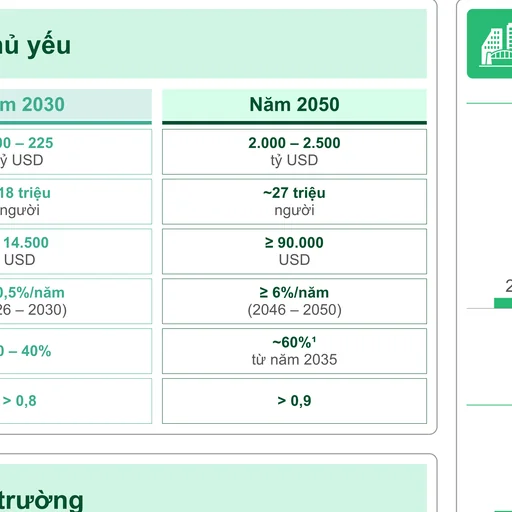 ủ yếu
m 2030
Năm 2050
00 – 225
tỷ USD
2.000 – 2.500
tỷ USD
18 triệu
người
~27 triệu
người
14.500
USD
≥ 90.000
USD
0,5%/năm
26 – 2030)
≥ 6%/năm
(2046 – 2050)
0 – 40%
~60%¹
từ năm 2035
> 0,8
> 0,9
trường
2